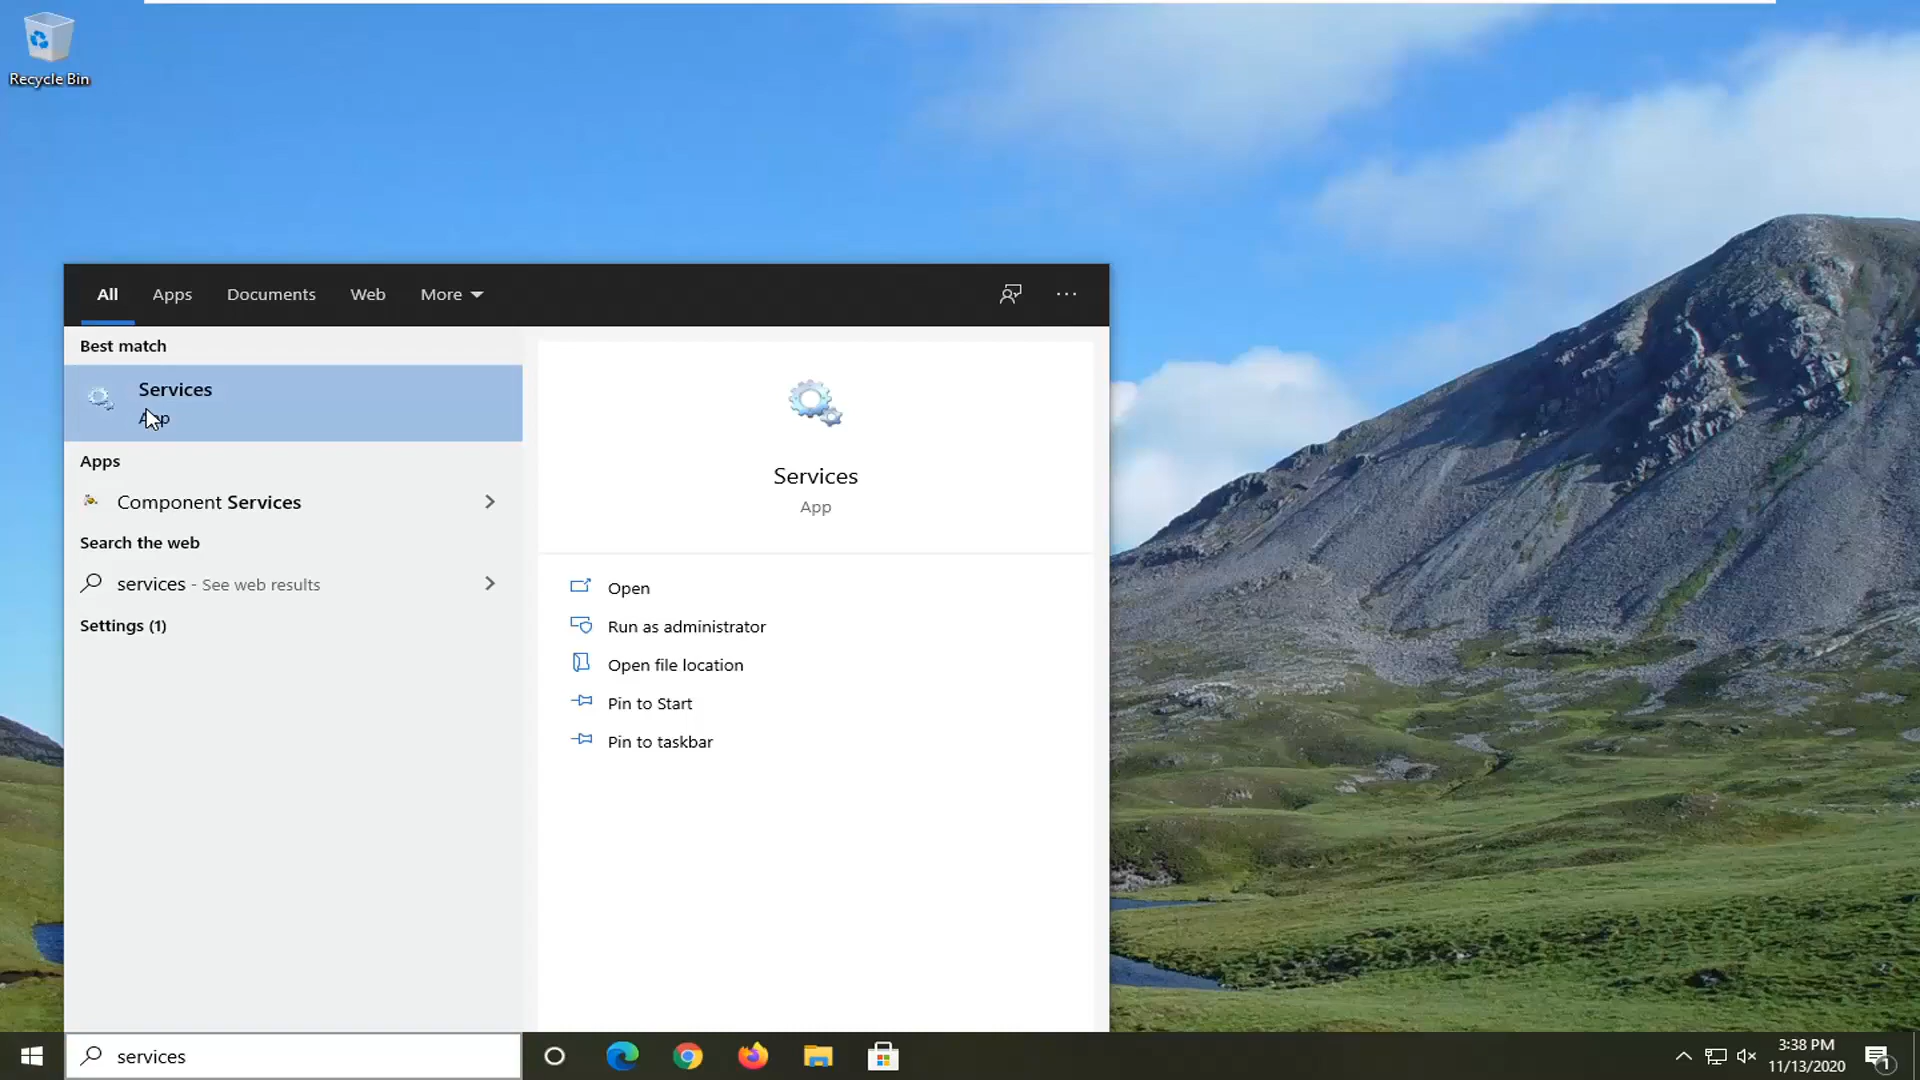 Recycle Bin
All Apps Documents Web More
Best match
Services
App
Apps
Component Services
Search the web
services - See web results
Settings (1)
Services
App
Open
Run as administrator
Open file location
Pin to Start
Pin to taskbar
services
3:38 PM
11/13/2020
1